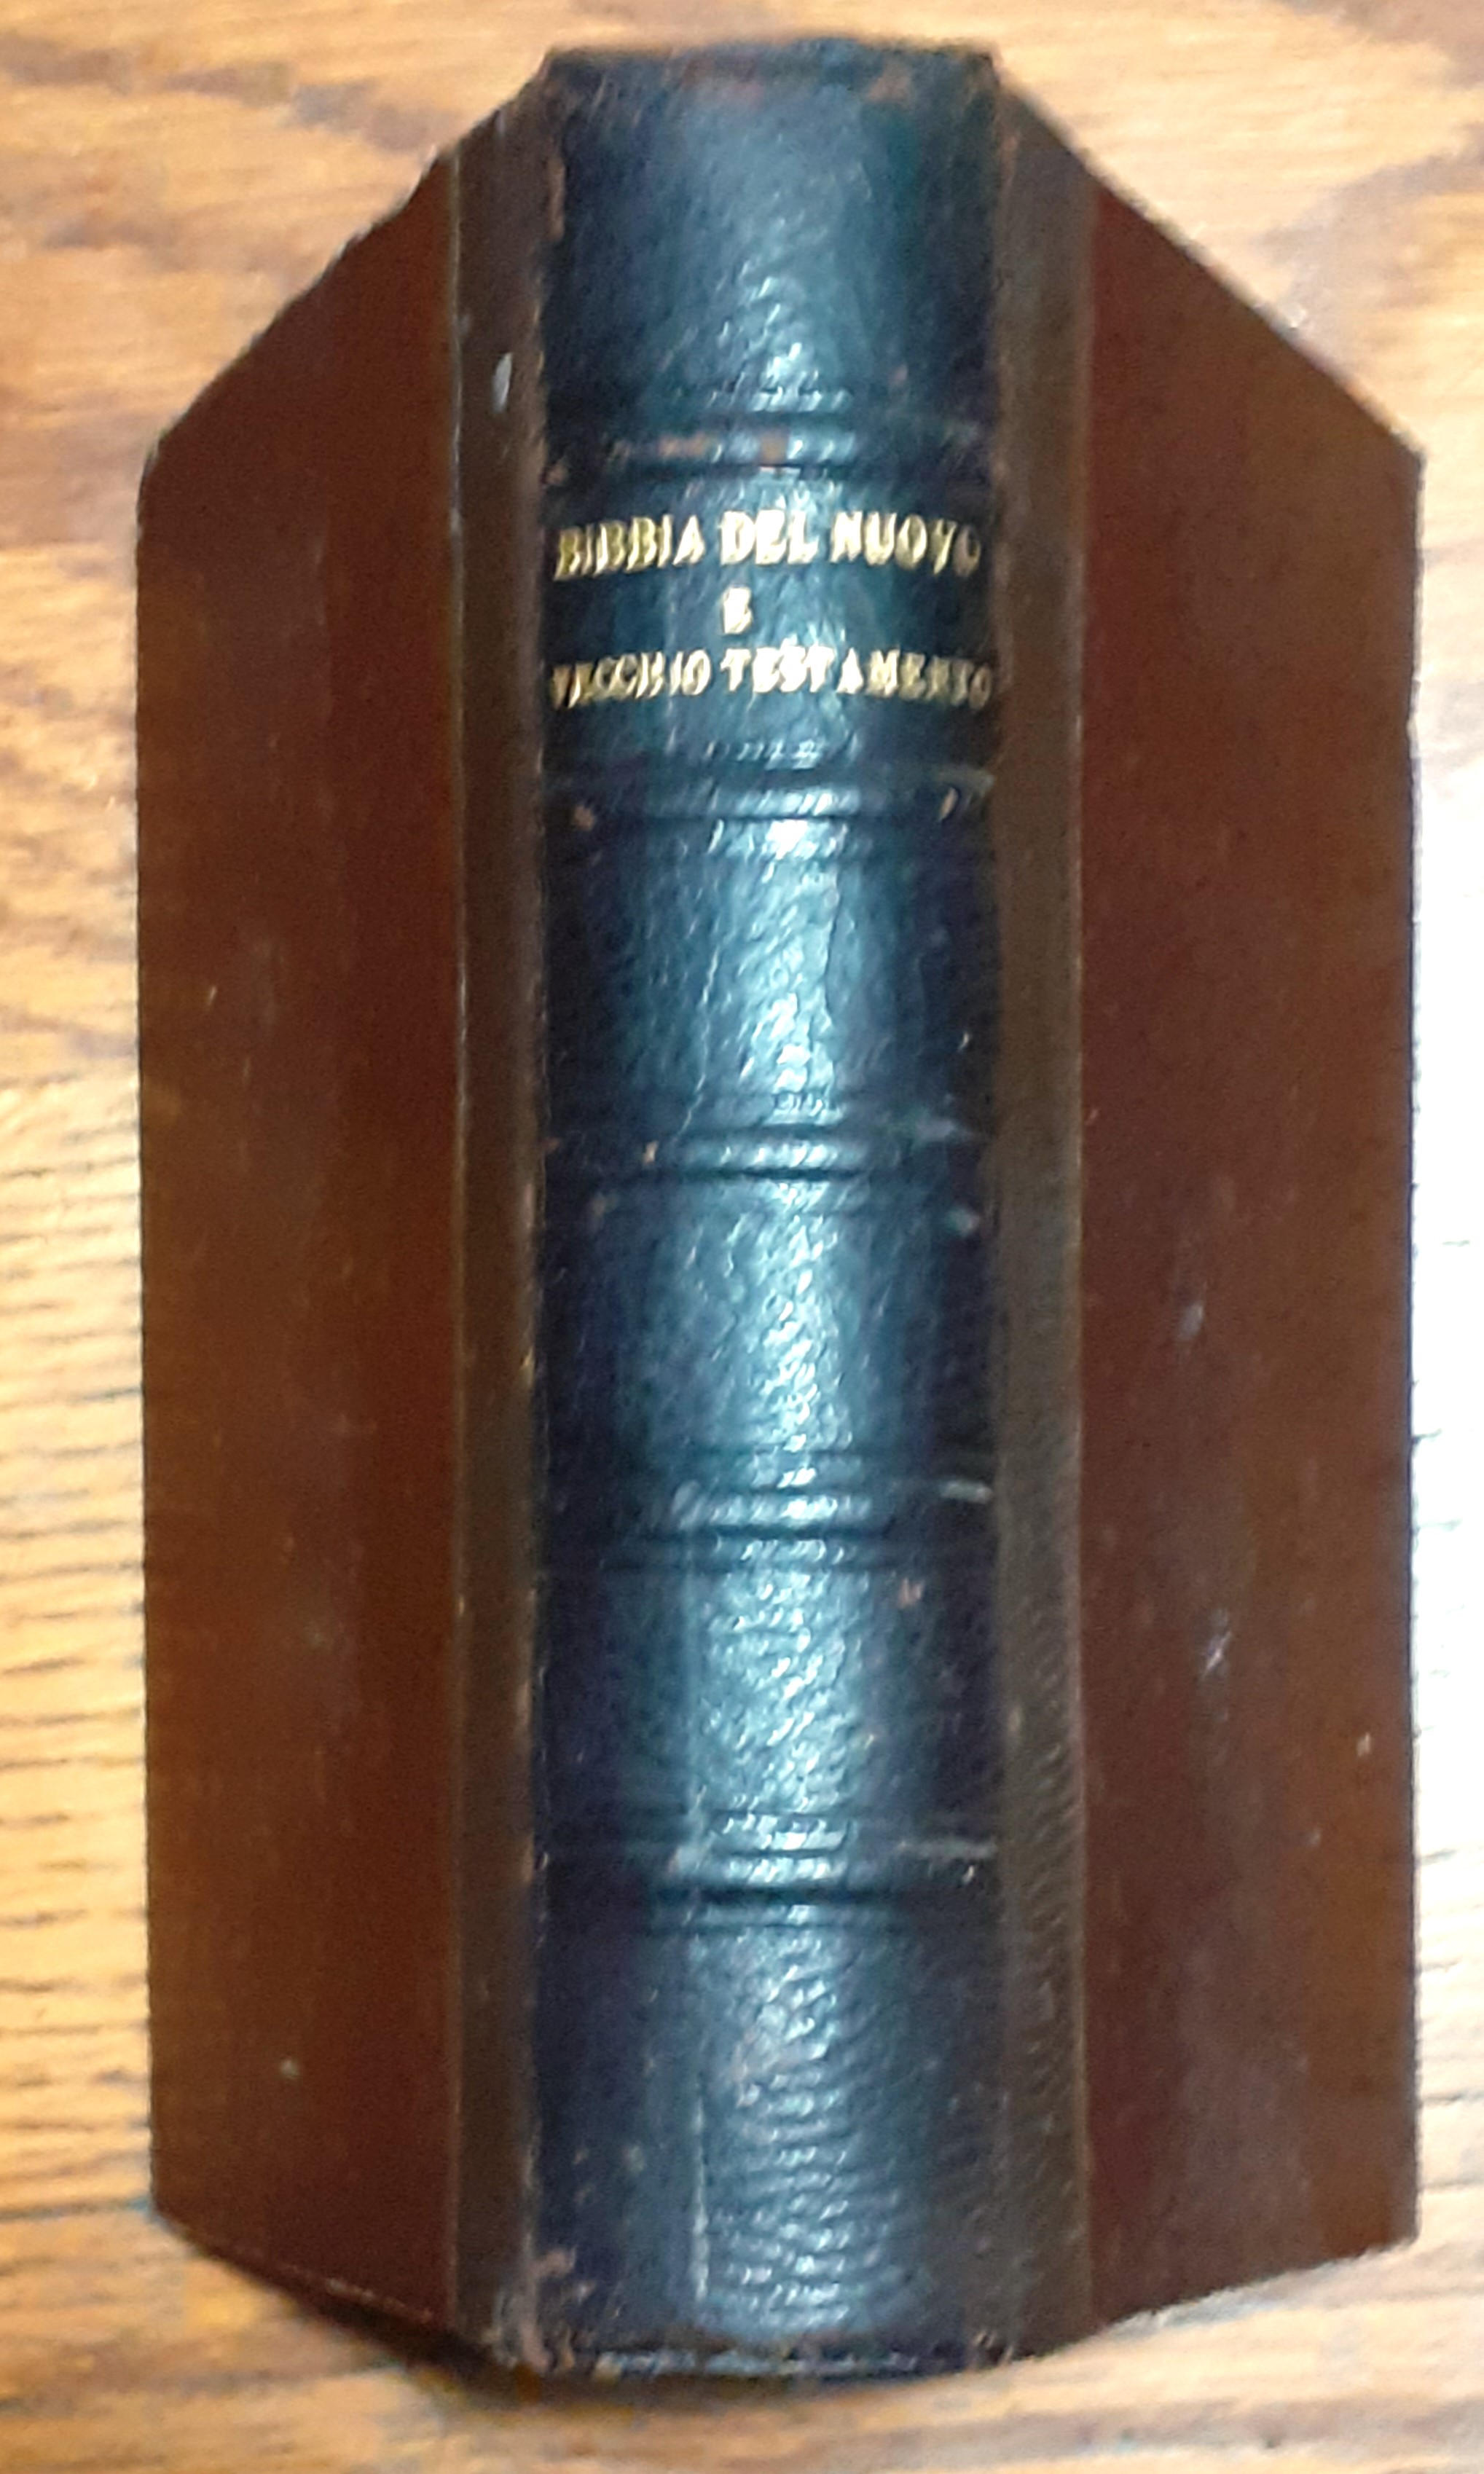 BIBBIA DEL NUOVO
E
VECCHIO TESTAMENTO